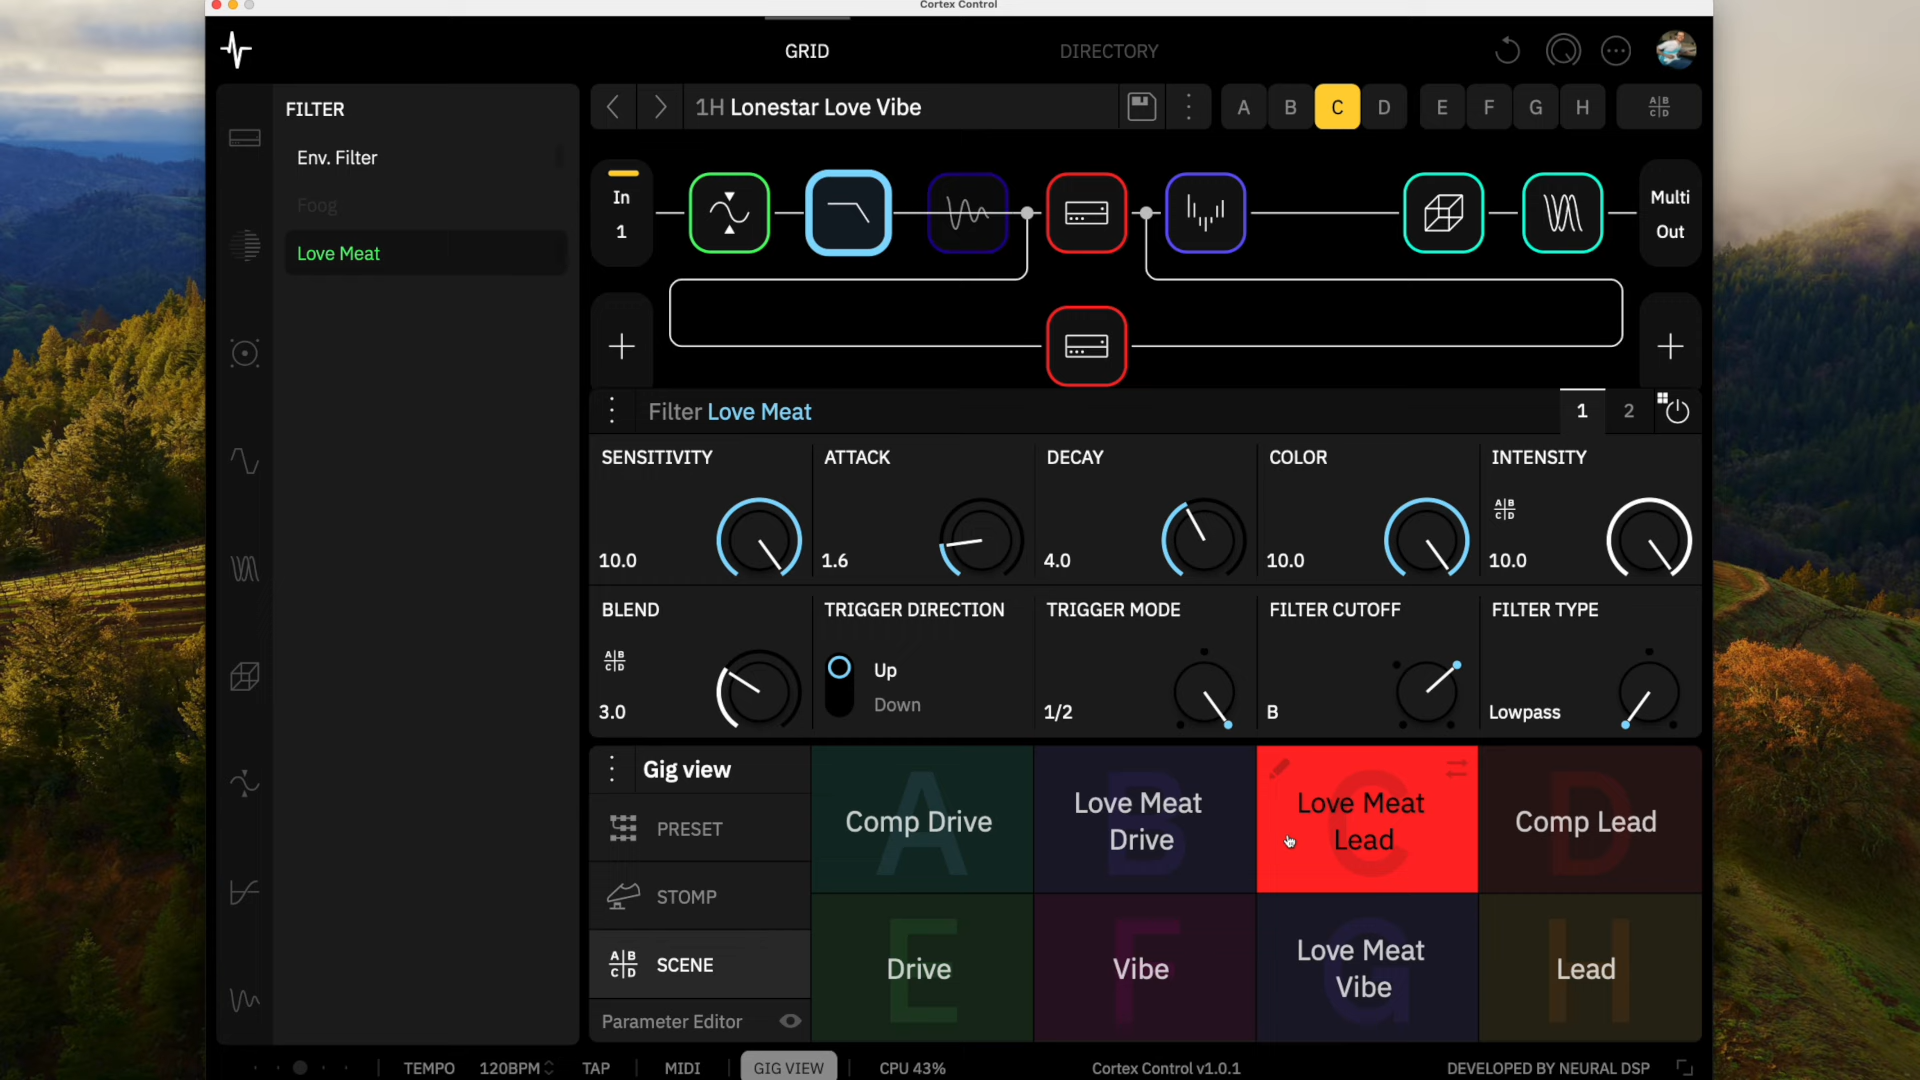 Cortex Control
GRID
DIRECTORY
FILTER
Env. Filter
Foog
Love Meat
1H Lonestar Love Vibe
A
B
C
D
E
F
G
H
A B
C D
In
1
Multi
Out
Filter Love Meat
1
2
SENSITIVITY
ATTACK
DECAY
COLOR
INTENSITY
A B
C D
10.0
1.6
4.0
10.0
10.0
BLEND
TRIGGER DIRECTION
TRIGGER MODE
FILTER CUTOFF
FILTER TYPE
A B
C D
Up
Down
3.0
1/2
B
Lowpass
Gig view
PRESET
STOMP
A B
C D
SCENE
Parameter Editor
A
Comp Drive
B
Love Meat
Drive
C
Love Meat
Lead
D
Comp Lead
E
Drive
F
Vibe
G
Love Meat
Vibe
H
Lead
TEMPO
120BPM
TAP
MIDI
GIG VIEW
CPU 43%
Cortex Control v1.0.1
DEVELOPED BY NEURAL DSP